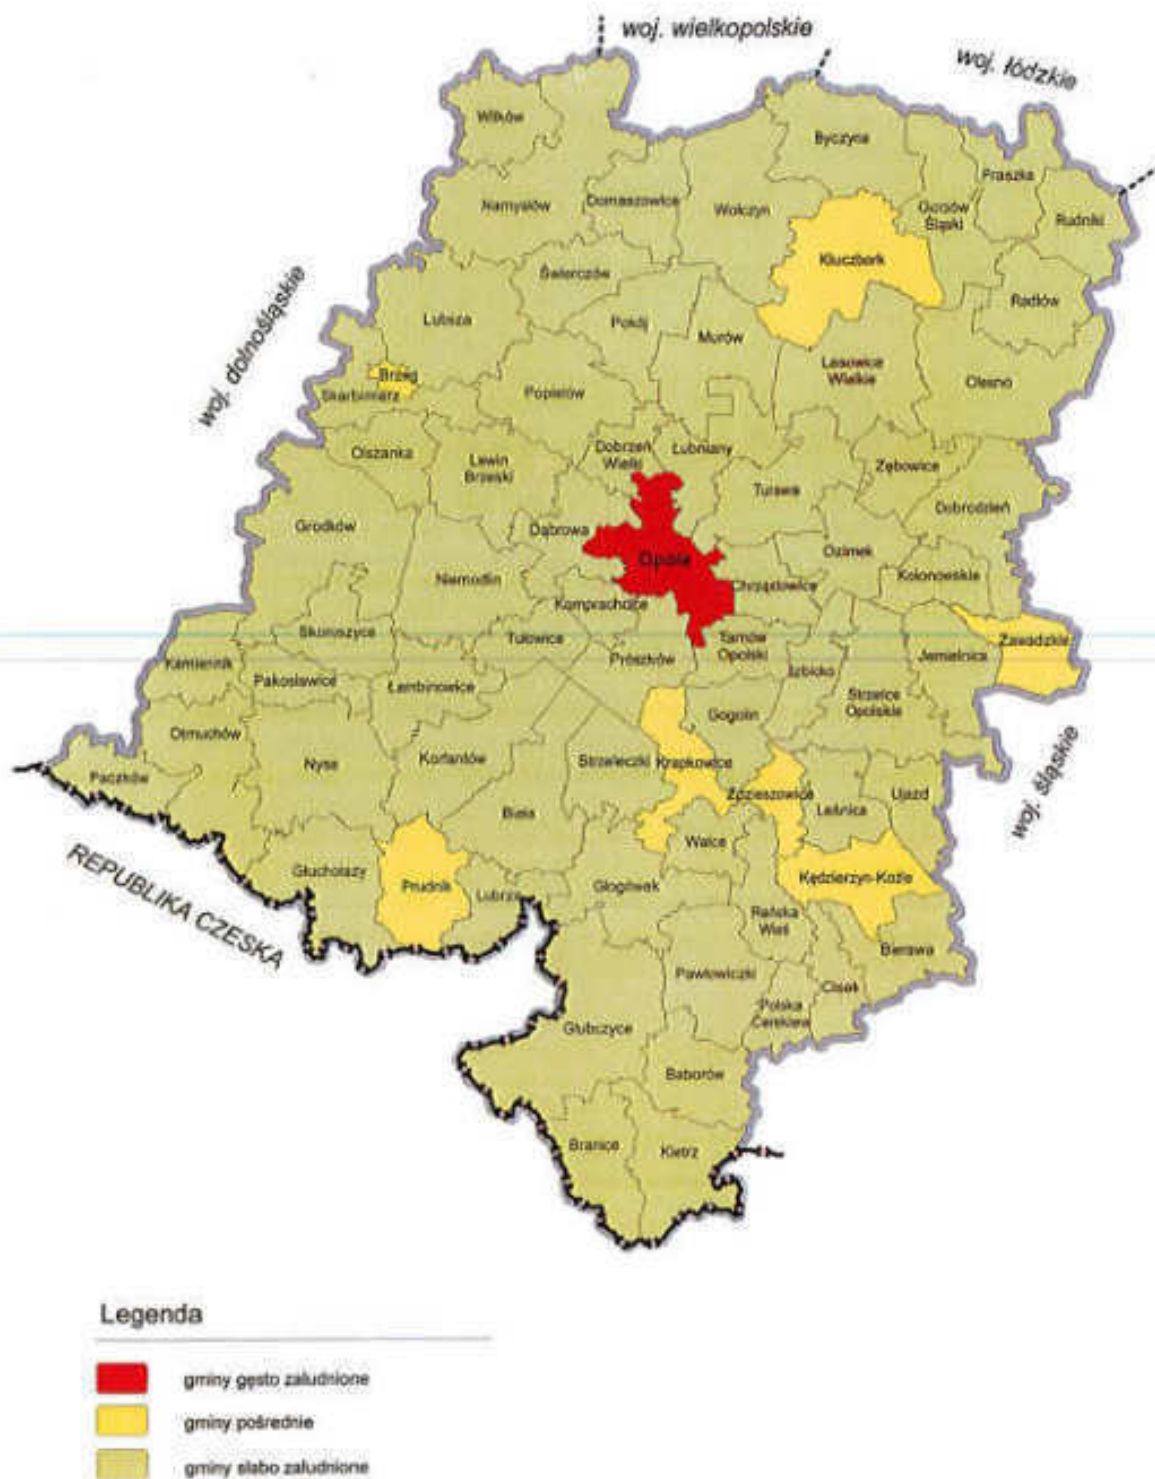 woj. wielkopolskie
woj. łódzkie
Wilków
Byczyna
Praszka
Namysłów
Domaszowice
Wołczyn
Gorzów
Śląski
Rudniki
Kluczbork
Świerczów
Radłów
woj. dolnośląskie
Lubsza
Pokój
Murów
Lasowice
Wielkie
Olesno
Brzeg
Skarbimierz
Popielów
Olszanka
Lewin
Brzeski
Dobrzeń
Wielki
Łubniany
Zębowice
Turawa
Dobrodzień
Grodków
Dąbrowa
Opole
Ozimek
Niemodlin
Chrząstowice
Kolonowskie
Komprachcice
Skoroszyce
Tułowice
Prószków
Tarnów
Opolski
Izbicko
Jemielnica
Zawadzkie
Kamiennik
Pakosławice
Łambinowice
Strzelce
Opolskie
Gogolin
Otmuchów
Nysa
Korfantów
Strzeleczki
Krapkowice
Zdzieszowice
Leśnica
Ujazd
woj. śląskie
Paczków
Biała
Walce
Głuchołazy
Prudnik
Lubrza
Głogówek
Kędzierzyn-Koźle
REPUBLIKA CZESKA
Reńska
Wieś
Bierawa
Pawłowiczki
Cisek
Polska
Cerekiew
Głubczyce
Baborów
Branice
Kietrz
Legenda
gminy gęsto zaludnione
gminy pośrednie
gminy słabo zaludnione